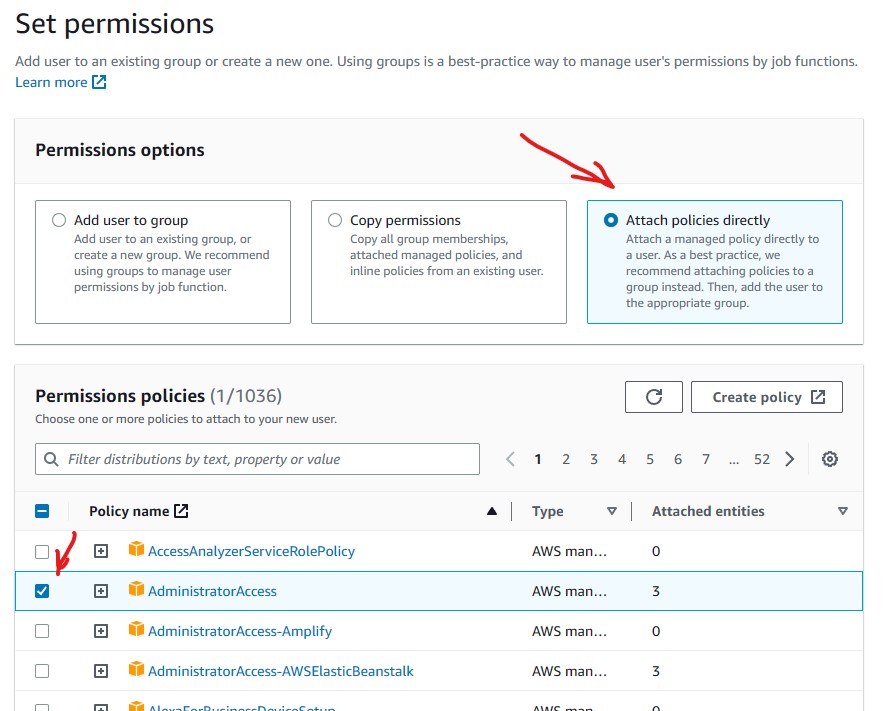 Set permissions
Add user to an existing group or create a new one. Using groups is a best-practice way to manage user's permissions by job functions.
Learn more
Permissions options
Add user to group
Add user to an existing group, or
create a new group. We recommend
using groups to manage user
permissions by job function.
Copy permissions
Copy all group memberships,
attached managed policies, and
inline policies from an existing user.
Attach policies directly
Attach a managed policy directly to
a user. As a best practice, we
recommend attaching policies to a
group instead. Then, add the user to
the appropriate group.
Permissions policies (1/1036)
Choose one or more policies to attach to your new user.
Create policy
Filter distributions by text, property or value
1 2 3 4 5 6 7 ... 52
Policy name Type Attached entities
AccessAnalyzerServiceRolePolicy AWS man... 0
AdministratorAccess AWS man... 3
AdministratorAccess-Amplify AWS man... 0
AdministratorAccess-AWSElasticBeanstalk AWS man... 3
AlexaForBusinessDeviceSetup AWS man... 0